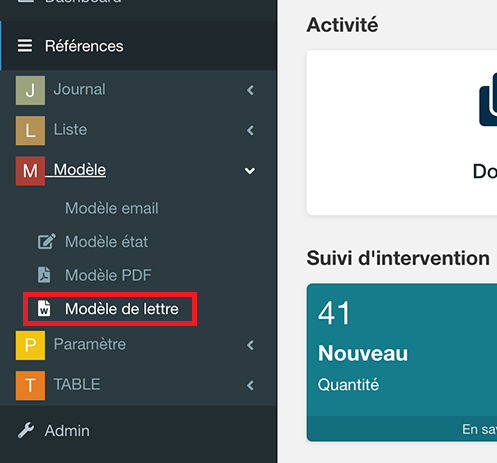 Dashboard
Références
J Journal
L Liste
M Modèle
Modèle email
Modèle état
Modèle PDF
W Modèle de lettre
P Paramètre
T TABLE
Admin
Activité
Do
Suivi d'intervention
41
Nouveau
Quantité
En sav